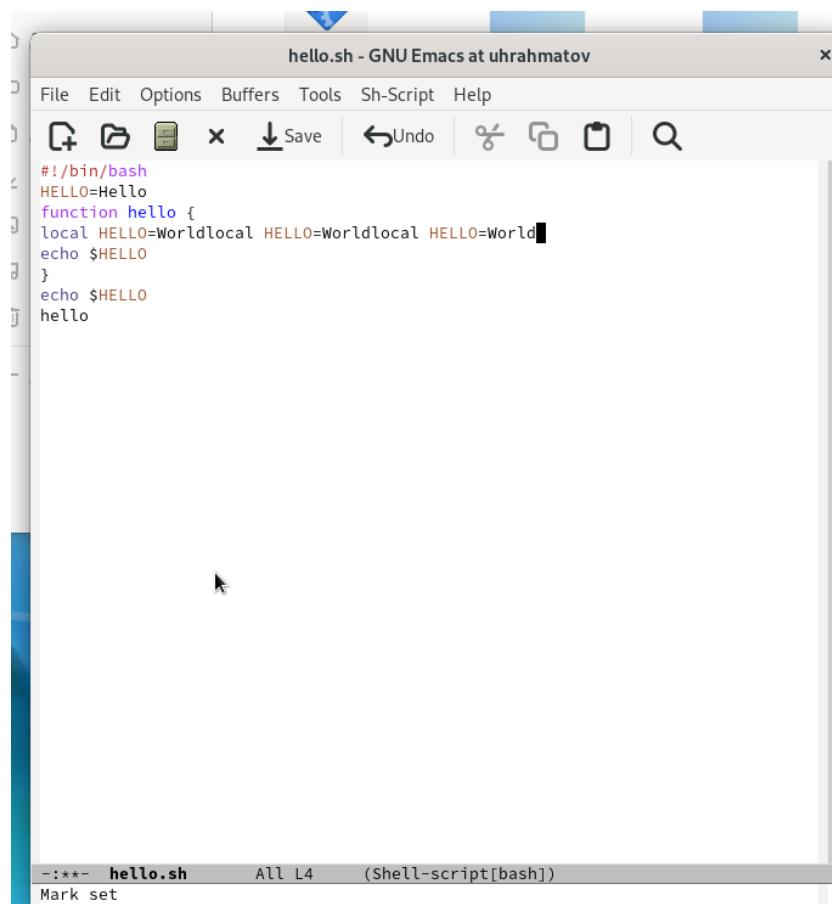 hello.sh - GNU Emacs at uhrahmatov
File Edit Options Buffers Tools Sh-Script Help
Save Undo
#!/bin/bash
HELLO=Hello
function hello {
local HELLO=Worldlocal HELLO=Worldlocal HELLO=World
echo $HELLO
}
echo $HELLO
hello
-:**- hello.sh All L4 (Shell-script[bash])
Mark set